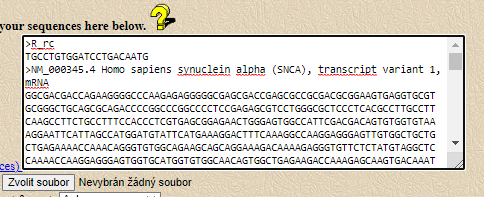 your sequences here below.
>R_rc
TGCCTGTGGATCCTGACAATG
>NM_000345.4 Homo sapiens synuclein alpha (SNCA), transcript variant 1,
mRNA
GGCGACGACCAGAAGGGGCCCAAGAGAGGGGGCGAGCGACCGAGCGCCGCGACGCGGAAGTGAGGTGCGT
GCGGGCTGCAGCGCAGACCCCGGCCCGGCCCCTCCGAGAGCGTCCTGGGCGCTCCCTCACGCCTTGCCTT
CAAGCCTTCTGCCTTTCCACCCTCGTGAGCGGAGAACTGGGAGTGGCCATTCGACGACAGTGTGGTGTAA
AGGAATTCATTAGCCATGGATGTATTCATGAAAGGACTTTCAAAGGCCAAGGAGGGAGTTGTGGCTGCTG
CTGAGAAAACCAAACAGGGTGTGGCAGAAGCAGCAGGAAAGACAAAAGAGGGTGTTCTCTATGTAGGCTC
CAAAACCAAGGAGGGAGTGGTGCATGGTGTGGCAACAGTGGCTGAGAAGACCAAAGAGCAAGTGACAAAT
ces)
Zvolit soubor Nevybrán žádný soubor